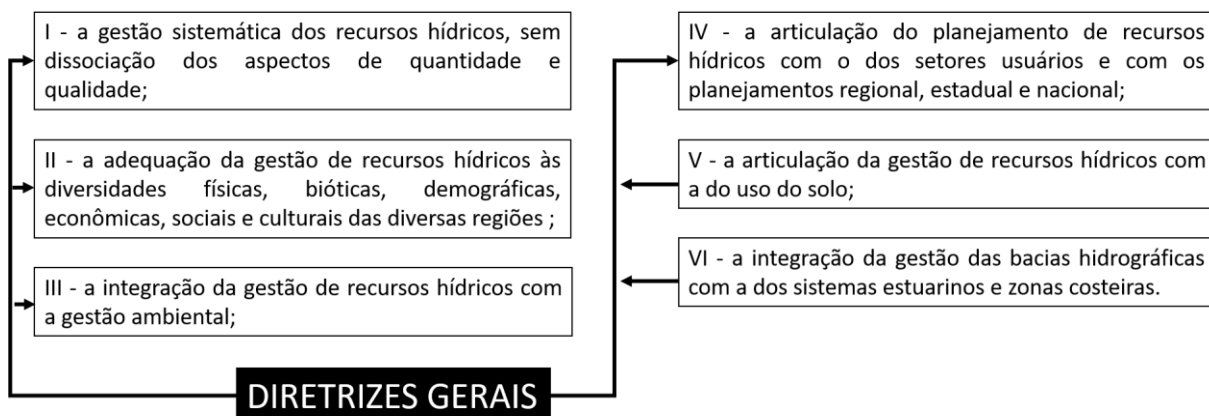 I - a gestão sistemática dos recursos hídricos, sem
dissociação dos aspectos de quantidade e
qualidade;
II - a adequação da gestão de recursos hídricos às
diversidades físicas, bióticas, demográficas,
econômicas, sociais e culturais das diversas regiões ;
III - a integração da gestão de recursos hídricos com
a gestão ambiental;
IV - a articulação do planejamento de recursos
hídricos com o dos setores usuários e com os
planejamentos regional, estadual e nacional;
V - a articulação da gestão de recursos hídricos com
a do uso do solo;
VI - a integração da gestão das bacias hidrográficas
com a dos sistemas estuarinos e zonas costeiras.
DIRETRIZES GERAIS